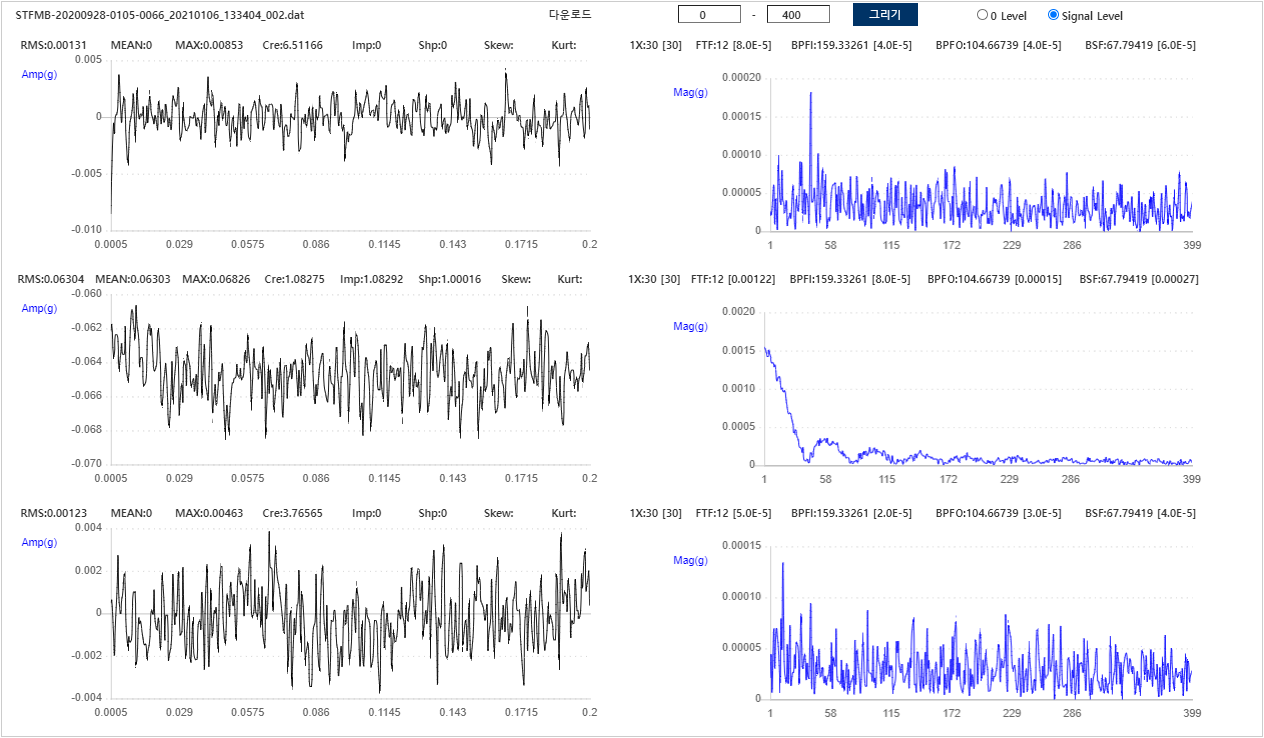 STFMB-20200928-0105-0066_20210106_133404_002.dat 다운로드 0 - 400 그리기 0 Level Signal Level
RMS:0.00131 MEAN:0 MAX:0.00853 Cre:6.51166 Imp:0 Shp:0 Skew: Kurt:
Amp(g)
0.005
0
-0.005
-0.010
0.0005 0.029 0.0575 0.086 0.1145 0.143 0.1715 0.2
1X:30 [30] FTF:12 [8.0E-5] BPFI:159.33261 [4.0E-5] BPFO:104.66739 [4.0E-5] BSF:67.79419 [6.0E-5]
Mag(g)
0.00020
0.00015
0.00010
0.00005
0
1 58 115 172 229 286 399
RMS:0.06304 MEAN:0.06303 MAX:0.06826 Cre:1.08275 Imp:1.08292 Shp:1.00016 Skew: Kurt:
Amp(g)
-0.060
-0.062
-0.064
-0.066
-0.068
-0.070
0.0005 0.029 0.0575 0.086 0.1145 0.143 0.1715 0.2
1X:30 [30] FTF:12 [0.00122] BPFI:159.33261 [8.0E-5] BPFO:104.66739 [0.00015] BSF:67.79419 [0.00027]
Mag(g)
0.0020
0.0015
0.0010
0.0005
0
1 58 115 172 229 286 399
RMS:0.00123 MEAN:0 MAX:0.00463 Cre:3.76565 Imp:0 Shp:0 Skew: Kurt:
Amp(g)
0.004
0.002
0
-0.002
-0.004
0.0005 0.029 0.0575 0.086 0.1145 0.143 0.1715 0.2
1X:30 [30] FTF:12 [5.0E-5] BPFI:159.33261 [2.0E-5] BPFO:104.66739 [3.0E-5] BSF:67.79419 [4.0E-5]
Mag(g)
0.00015
0.00010
0.00005
0
1 58 115 172 229 286 399